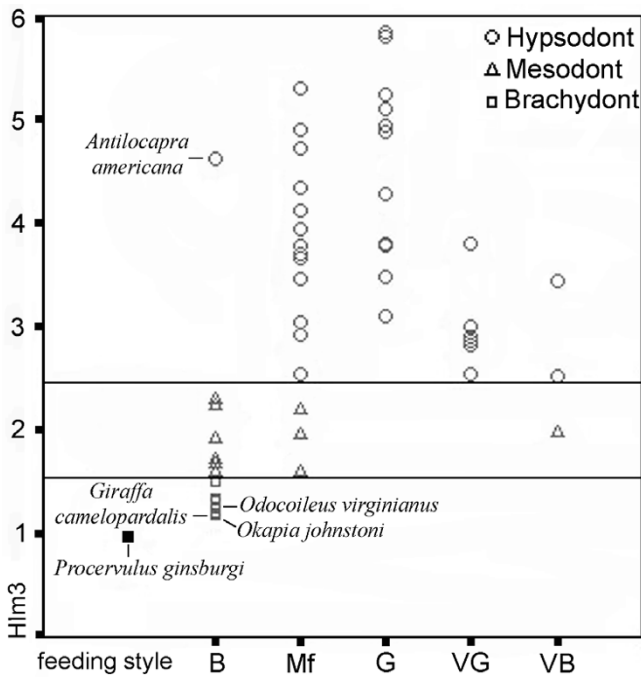 6
Hypsodont
Mesodont
Brachydont
5
Antilocapra
americana
4
3
2
Giraffa
camelopardalis
Odocoileus virginianus
Okapia johnstoni
1
Procervulus ginsburgi
HIm3
0
feeding style B Mf G VG VB